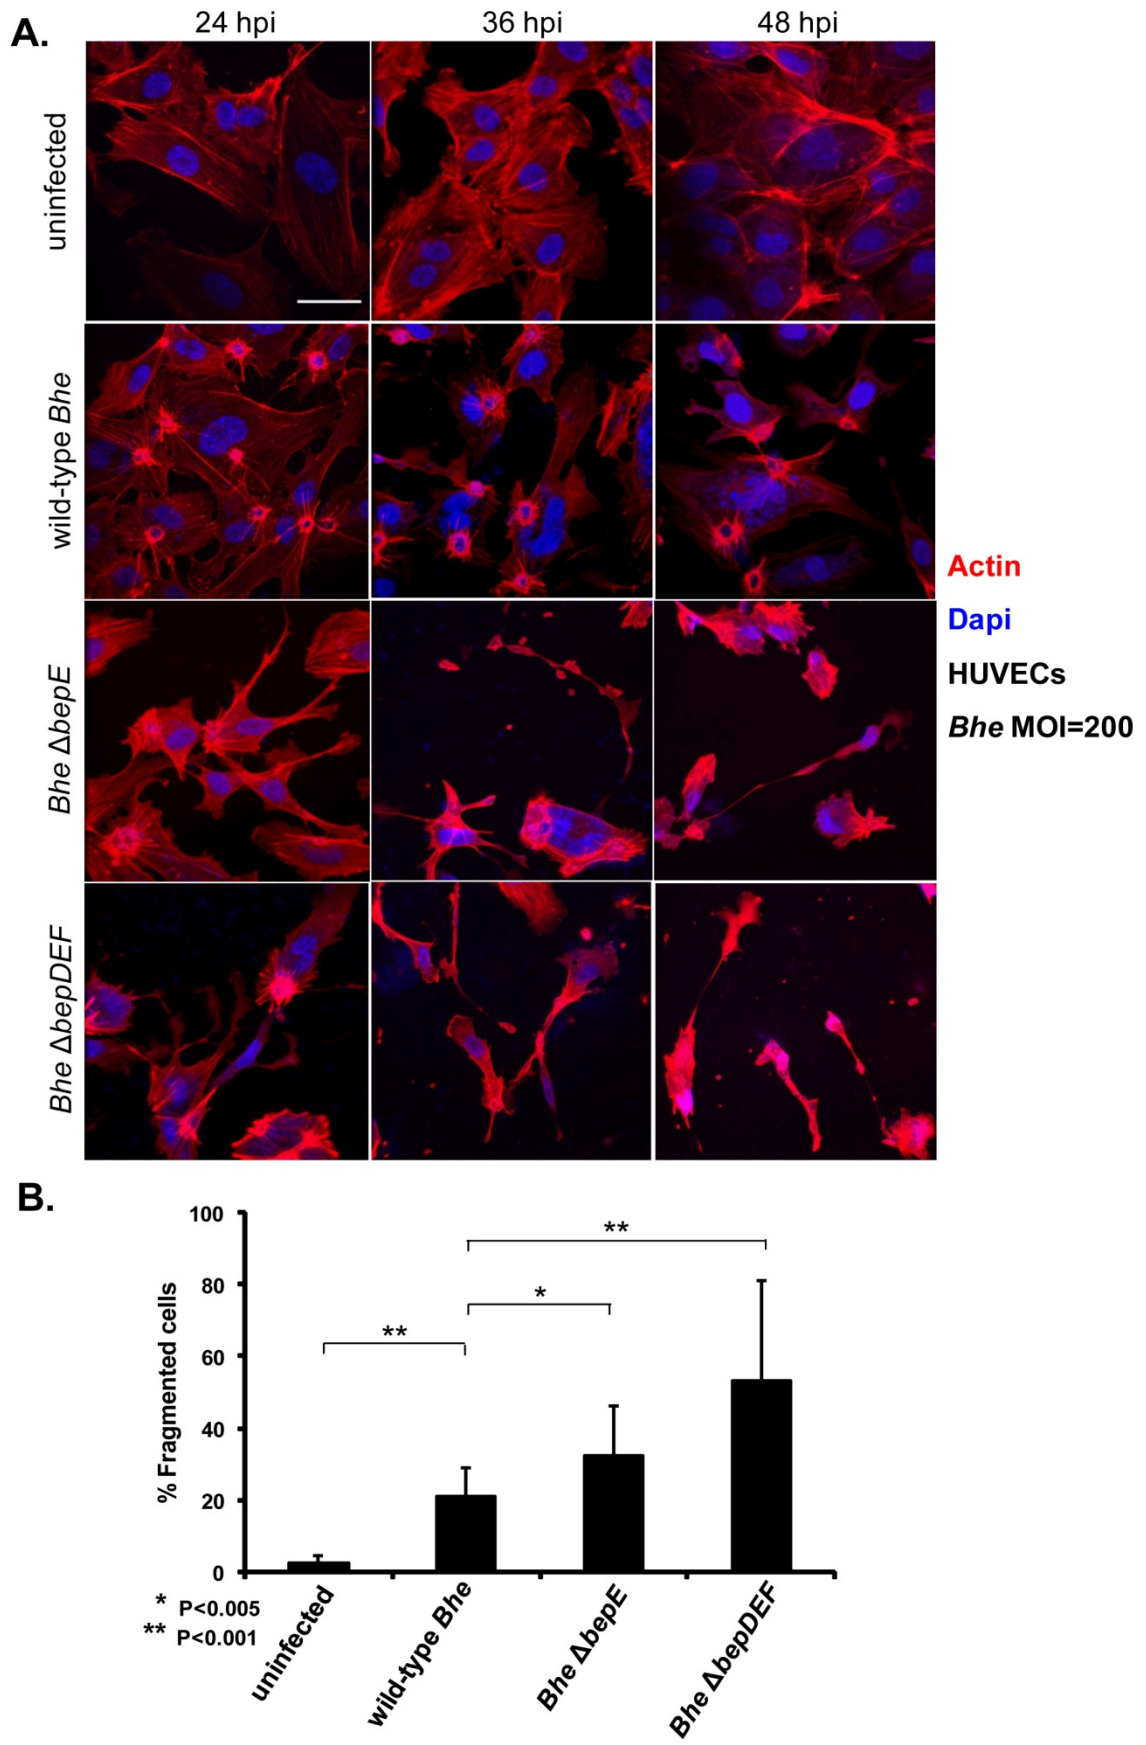 A.
24 hpi 36 hpi 48 hpi
uninfected
wild-type Bhe
Bhe ΔbepE
Bhe ΔbepDEF
Actin
Dapi
HUVECs
Bhe MOI=200
B.
% Fragmented cells
100
80
60
40
20
0
**
*
**
uninfected
wild-type Bhe
Bhe ΔbepE
Bhe ΔbepDEF
* P<0.005
** P<0.001